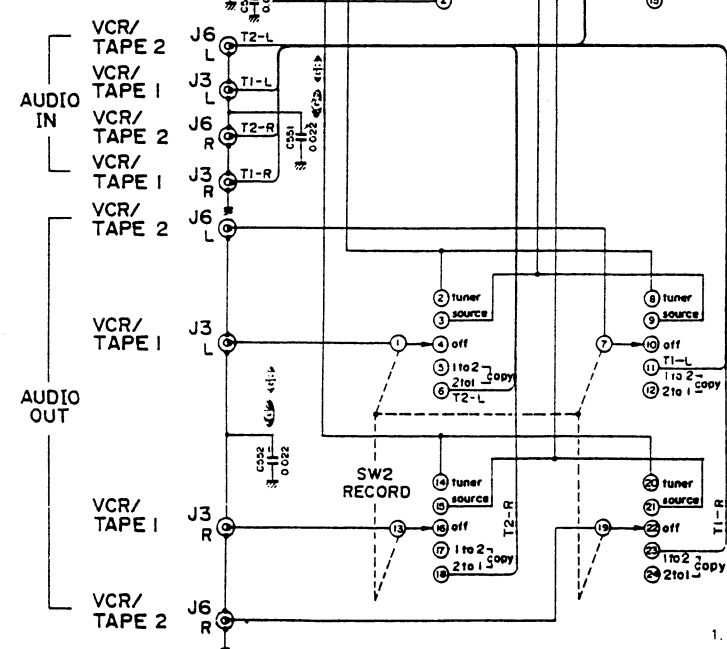 VCR/
TAPE 2
J6
L
T2-L
VCR/
TAPE 1
J3
L
T1-L
AUDIO
IN
VCR/
TAPE 2
J6
R
T2-R
C551
0.022
VCR/
TAPE 1
J3
R
T1-R
VCR/
TAPE 2
J6
L
2 tuner
3 source
1
4 off
5 1 to 2
6 2 to 1
copy
T2-L
8 tuner
9 source
7
10 off
T1-L
11 1 to 2
12 2 to 1
copy
VCR/
TAPE 1
J3
L
AUDIO
OUT
C552
0.022
SW2
RECORD
14 tuner
15 source
13
16 off
17 1 to 2
18 2 to 1
copy
T2-R
20 tuner
21 source
19
22 off
23 1 to 2
24 2 to 1
copy
T1-R
VCR/
TAPE 1
J3
R
VCR/
TAPE 2
J6
R
1.